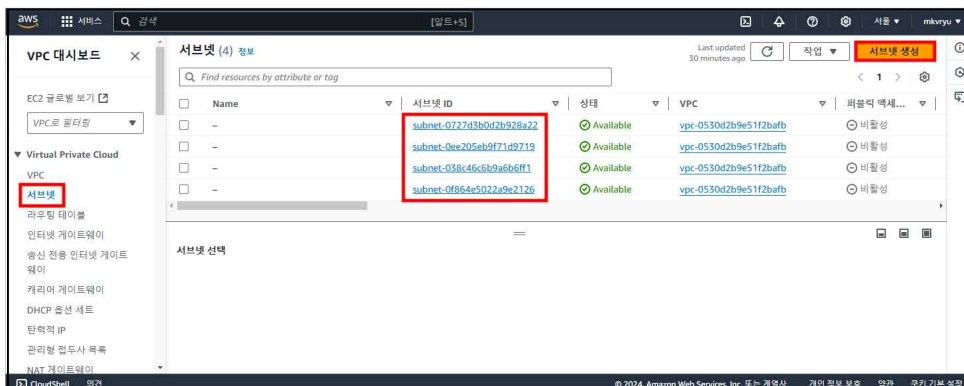 aws 서비스 검색 [알트+S] 서울 ▼ mkvryu ▼
VPC 대시보드 ×
EC2 글로벌 보기
VPC로 필터링 ▼
▼ Virtual Private Cloud
VPC
서브넷
라우팅 테이블
인터넷 게이트웨이
송신 전용 인터넷 게이트
웨이
캐리어 게이트웨이
DHCP 옵션 세트
탄력적 IP
관리형 접두사 목록
NAT 게이트웨이
서브넷 (4) 정보
Last updated
30 minutes ago
작업 ▼
서브넷 생성
Find resources by attribute or tag
< 1 >
Name 서브넷 ID 상태 VPC 퍼블릭 액세...
– subnet-0727d3b0d2b928a22 Available vpc-0530d2b9e51f2bafb 비활성
– subnet-0ee205eb9f71d9719 Available vpc-0530d2b9e51f2bafb 비활성
– subnet-038c46c6b9a6b6ff1 Available vpc-0530d2b9e51f2bafb 비활성
– subnet-0f864e5022a9e2126 Available vpc-0530d2b9e51f2bafb 비활성
서브넷 선택
CloudShell 의견 © 2024, Amazon Web Services, Inc. 또는 계열사. 개인 정보 보호 약관 쿠키 기본 설정